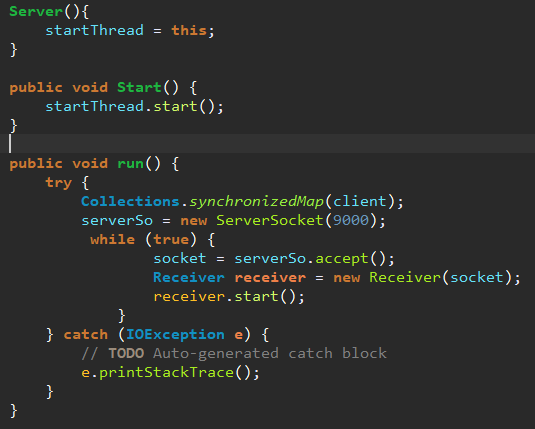 Server(){
    startThread = this;
}

public void Start() {
    startThread.start();
}

public void run() {
    try {
        Collections.synchronizedMap(client);
        serverSo = new ServerSocket(9000);
         while (true) {
                socket = serverSo.accept();
                Receiver receiver = new Receiver(socket);
                receiver.start();
            }
    } catch (IOException e) {
        // TODO Auto-generated catch block
        e.printStackTrace();
    }
}